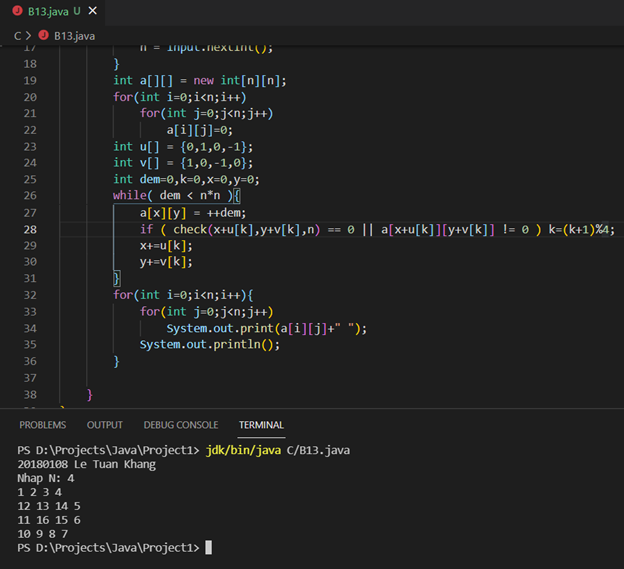 B13.java U
C > B13.java
17 n = input.nextInt();
18 }
19 int a[][] = new int[n][n];
20 for(int i=0;i<n;i++)
21 for(int j=0;j<n;j++)
22 a[i][j]=0;
23 int u[] = {0,1,0,-1};
24 int v[] = {1,0,-1,0};
25 int dem=0,k=0,x=0,y=0;
26 while( dem < n*n ){
27 a[x][y] = ++dem;
28 if ( check(x+u[k],y+v[k],n) == 0 || a[x+u[k]][y+v[k]] != 0 ) k=(k+1)%4;
29 x+=u[k];
30 y+=v[k];
31 }
32 for(int i=0;i<n;i++){
33 for(int j=0;j<n;j++)
34 System.out.print(a[i][j]+" ");
35 System.out.println();
36 }
37
38 }
PROBLEMS OUTPUT DEBUG CONSOLE TERMINAL
PS D:\Projects\Java\Project1> jdk/bin/java C/B13.java
20180108 Le Tuan Khang
Nhap N: 4
1 2 3 4
12 13 14 5
11 16 15 6
10 9 8 7
PS D:\Projects\Java\Project1>